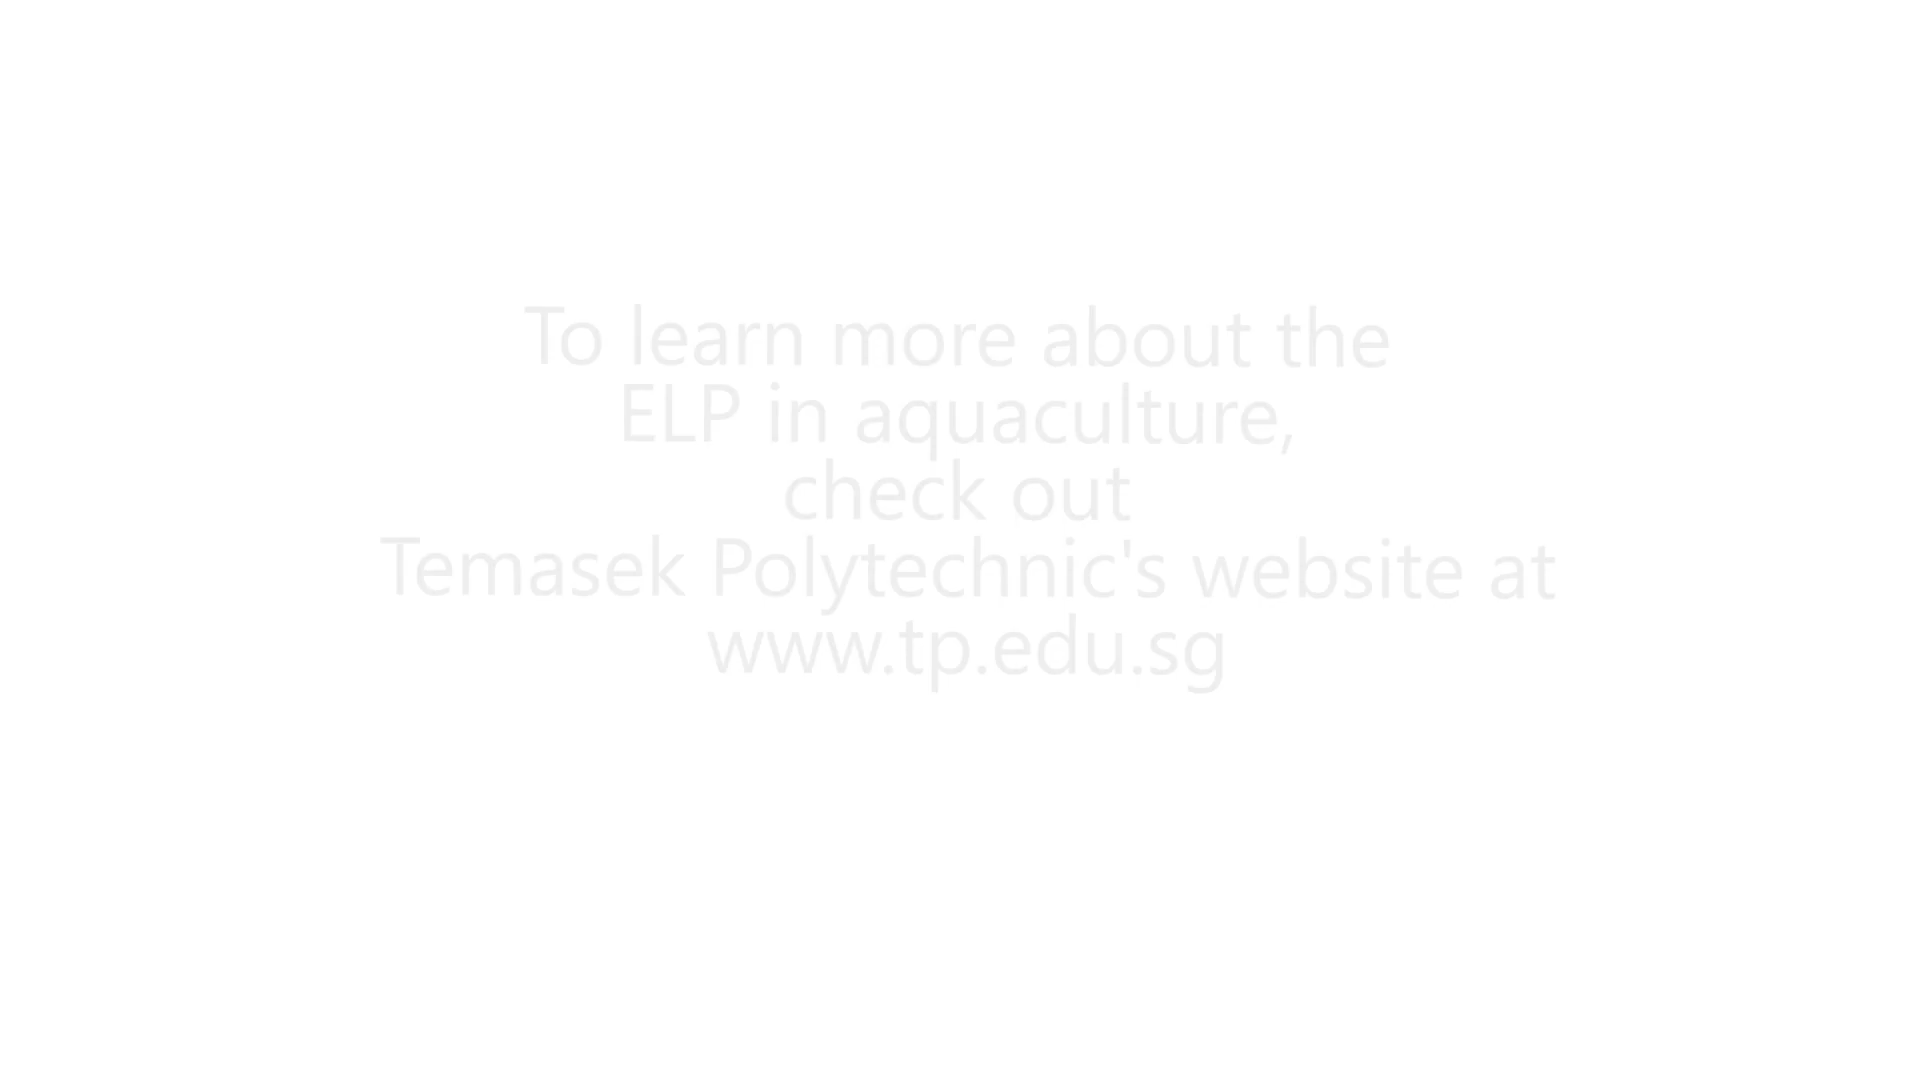 To learn more about the
ELP in aquaculture,
check out
Temasek Polytechnic's website at
www.tp.edu.sg